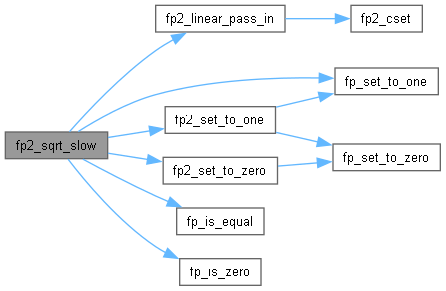 fp2_linear_pass_in
fp2_cset
fp_set_to_one
fp2_set_to_one
fp2_sqrt_slow
fp_set_to_zero
fp2_set_to_zero
fp_is_equal
fp_is_zero